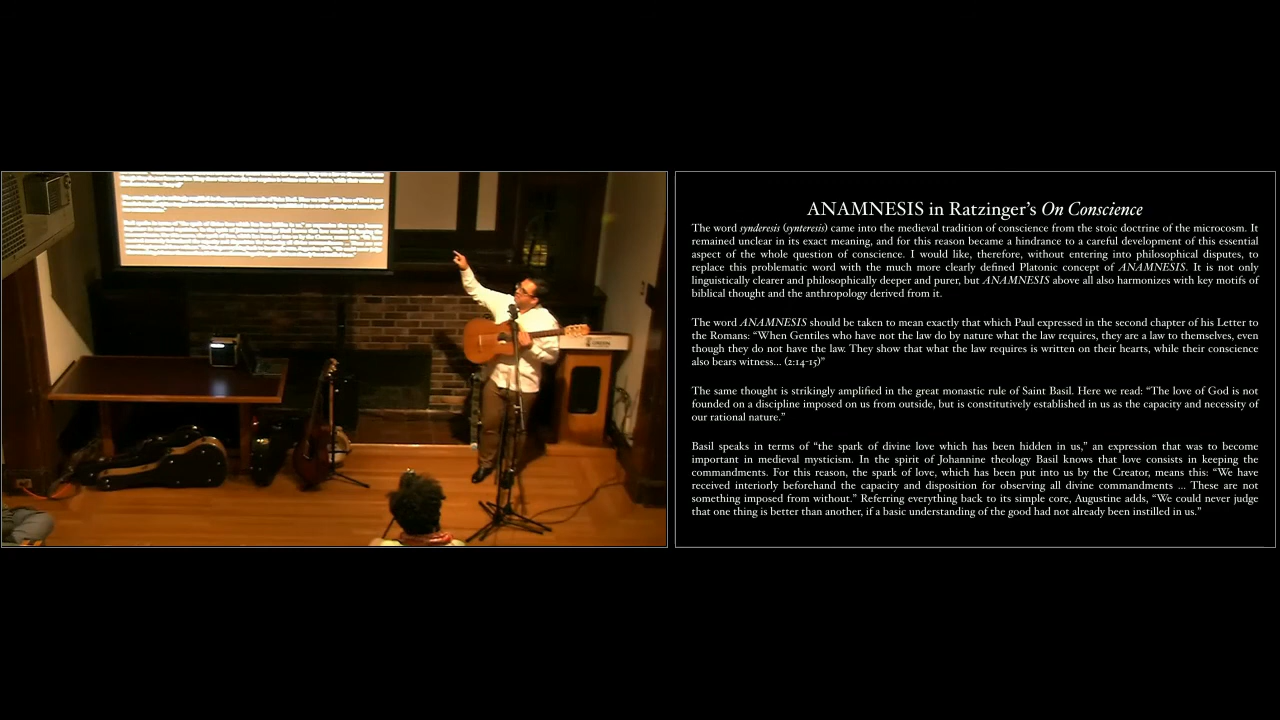 ANAMNESIS in Ratzinger's On Conscience
The word synderesis (synteresis) came into the medieval tradition of conscience from the stoic doctrine of the microcosm. It
remained unclear in its exact meaning, and for this reason became a hindrance to a careful development of this essential
aspect of the whole question of conscience. I would like, therefore, without entering into philosophical disputes, to
replace this problematic word with the much more clearly defined Platonic concept of ANAMNESIS. It is not only
linguistically clearer and philosophically deeper and purer, but ANAMNESIS above all also harmonizes with key motifs of
biblical thought and the anthropology derived from it.
The word ANAMNESIS should be taken to mean exactly that which Paul expressed in the second chapter of his Letter to
the Romans: “When Gentiles who have not the law do by nature what the law requires, they are a law to themselves, even
though they do not have the law. They show that what the law requires is written on their hearts, while their conscience
also bears witness... (2:14-15)”
The same thought is strikingly amplified in the great monastic rule of Saint Basil. Here we read: “The love of God is not
founded on a discipline imposed on us from outside, but is constitutively established in us as the capacity and necessity of
our rational nature.”
Basil speaks in terms of “the spark of divine love which has been hidden in us,” an expression that was to become
important in medieval mysticism. In the spirit of Johannine theology Basil knows that love consists in keeping the
commandments. For this reason, the spark of love, which has been put into us by the Creator, means this: “We have
received interiorly beforehand the capacity and disposition for observing all divine commandments ... These are not
something imposed from without.” Referring everything back to its simple core, Augustine adds, “We could never judge
that one thing is better than another, if a basic understanding of the good had not already been instilled in us.”